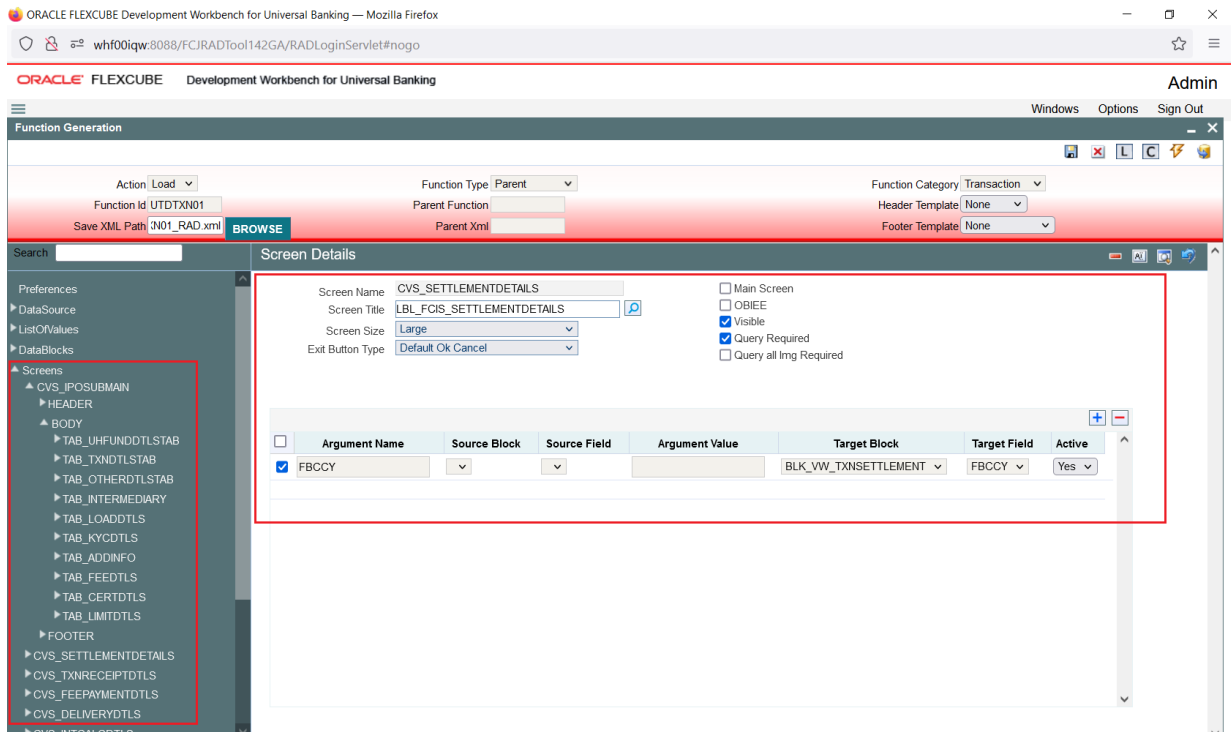 ORACLE FLEXCUBE Development Workbench for Universal Banking — Mozilla Firefox
whf00iqw:8088/FCJRADTool142GA/RADLoginServlet#nogo
ORACLE FLEXCUBE Development Workbench for Universal Banking
Admin
Windows Options Sign Out
Function Generation
L C
Action Load Function Type Parent Function Category Transaction
Function Id UTDTXN01 Parent Function Header Template None
Save XML Path N01_RAD.xml BROWSE Parent Xml Footer Template None
Search
Screen Details
Preferences
DataSource
ListOfValues
DataBlocks
Screens
CVS_IPOSUBMAIN
HEADER
BODY
TAB_UHFUNDDTLSTAB
TAB_TXNDTLSTAB
TAB_OTHERDTLSTAB
TAB_INTERMEDIARY
TAB_LOADDTLS
TAB_KYCDTLS
TAB_ADDINFO
TAB_FEEDTLS
TAB_CERTDTLS
TAB_LIMITDTLS
FOOTER
CVS_SETTLEMENTDETAILS
CVS_TXNRECEIPTDTLS
CVS_FEEPAYMENTDTLS
CVS_DELIVERYDTLS
Screen Name CVS_SETTLEMENTDETAILS
Screen Title LBL_FCIS_SETTLEMENTDETAILS
Screen Size Large
Exit Button Type Default Ok Cancel
Main Screen
OBIEE
Visible
Query Required
Query all Img Required
Argument Name Source Block Source Field Argument Value Target Block Target Field Active
FBCCY BLK_VW_TXNSETTLEMENT FBCCY Yes